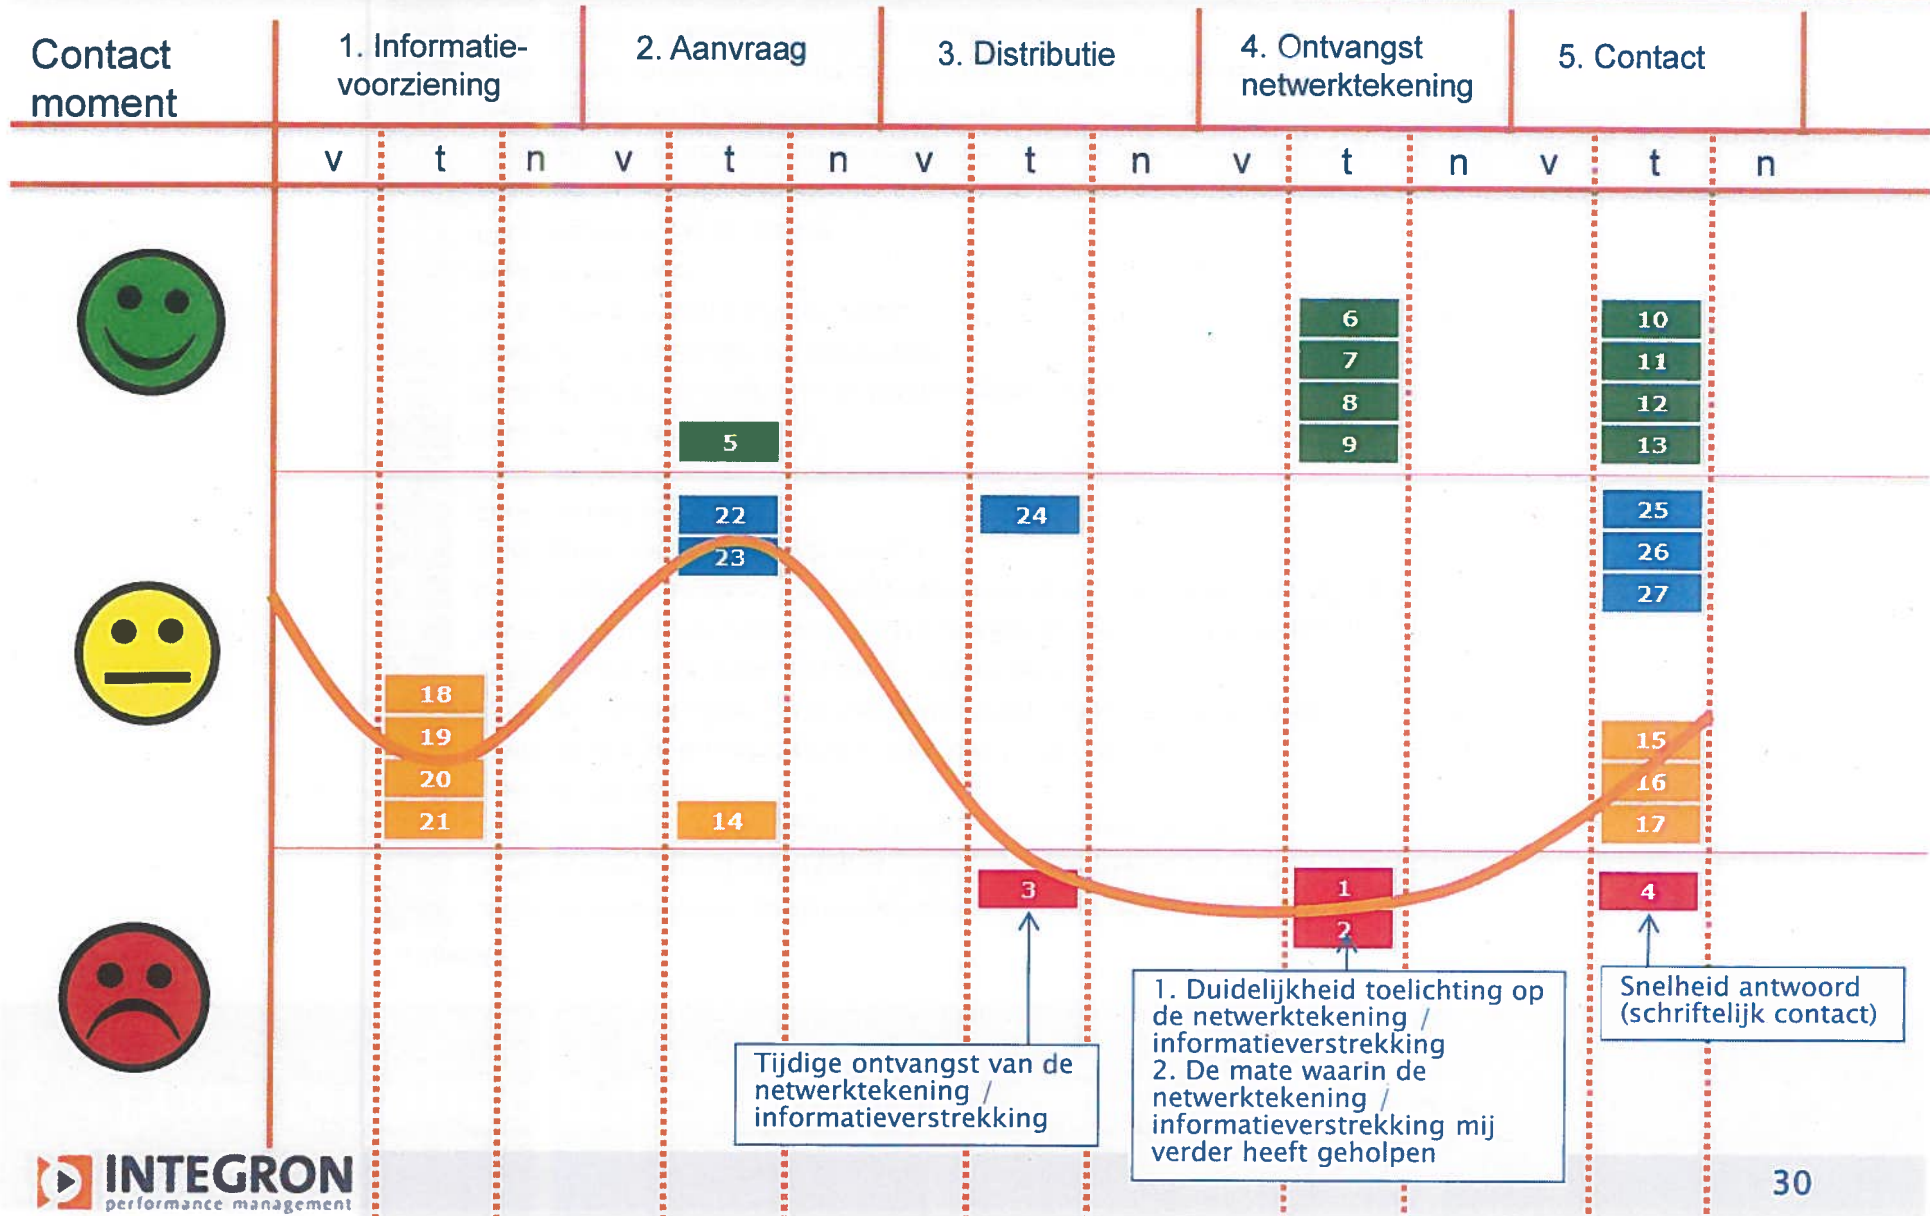 Contact
moment
1. Informatie-
voorziening
2. Aanvraag
3. Distributie
4. Ontvangst
netwerktekening
5. Contact
v t n v t n v t n v t n v t n
6 10
7 11
8 12
5 9 13
22 24 25
23 26
27
18
19 15
20 16
21 14 17
3 1 4
2
Tijdige ontvangst van de
netwerktekening /
informatieverstrekking
1. Duidelijkheid toelichting op
de netwerktekening /
informatieverstrekking
2. De mate waarin de
netwerktekening /
informatieverstrekking mij
verder heeft geholpen
Snelheid antwoord
(schriftelijk contact)
INTEGRON
performance management
30